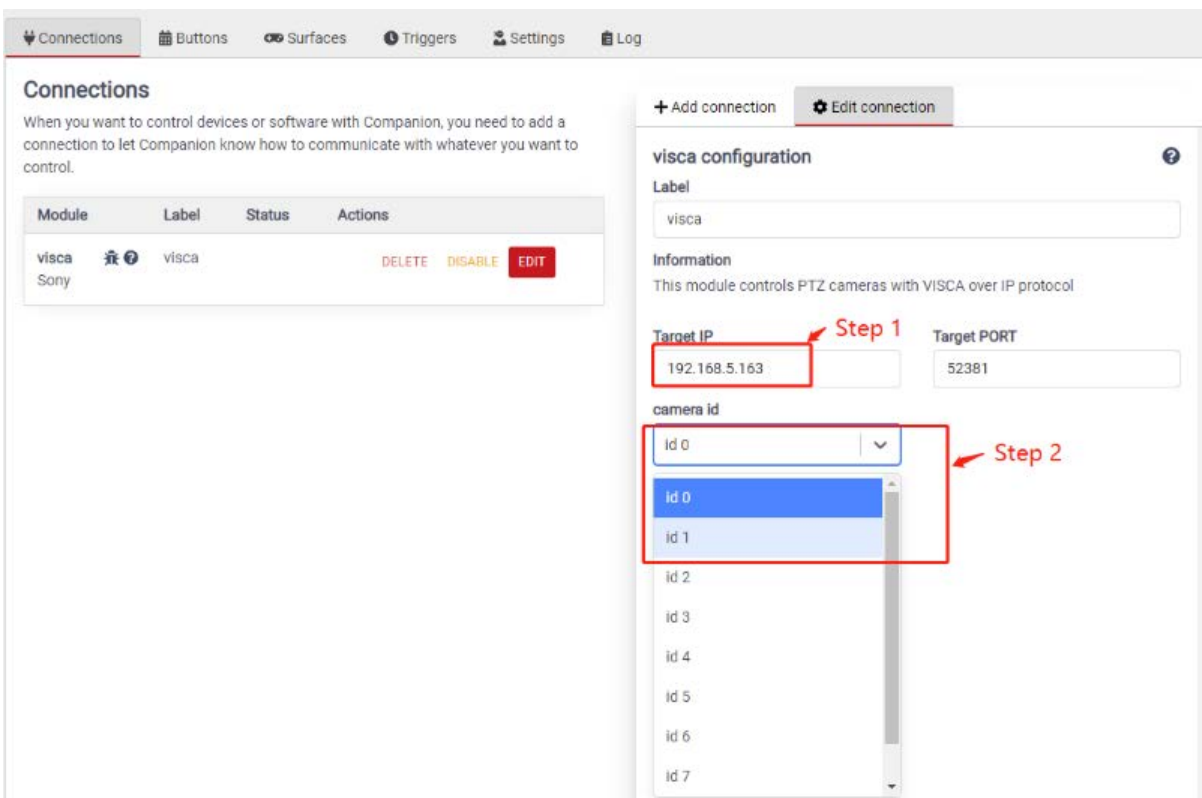 Connections
Buttons
Surfaces
Triggers
Settings
Log
Connections
When you want to control devices or software with Companion, you need to add a
connection to let Companion know how to communicate with whatever you want to
control.
Module Label Status Actions
visca visca DELETE DISABLE EDIT
Sony
Add connection
Edit connection
visca configuration
Label
visca
Information
This module controls PTZ cameras with VISCA over IP protocol
Step 1
Target IP Target PORT
192.168.5.163 52381
camera id
id 0
Step 2
id 0
id 1
id 2
id 3
id 4
id 5
id 6
id 7